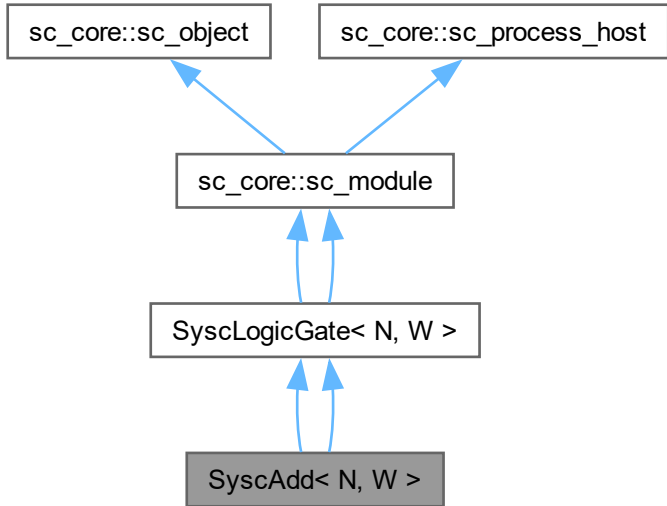 sc_core::sc_object
sc_core::sc_process_host
sc_core::sc_module
SyscLogicGate< N, W >
SyscAdd< N, W >